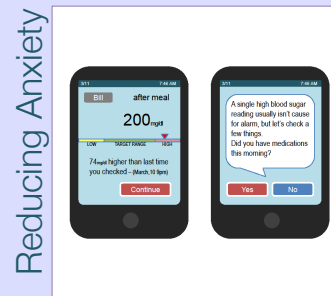 Reducing Anxiety
3/11 7:46 AM
Bill after meal
200mg/dl
LOW TARGET RANGE HIGH
74mg/dl higher than last time
you checked – (March,10 9pm)
Continue
3/11 7:46 AM
A single high blood sugar
reading usually isn't cause
for alarm, but let's check a
few things.
Did you have medications
this morning?
Yes No